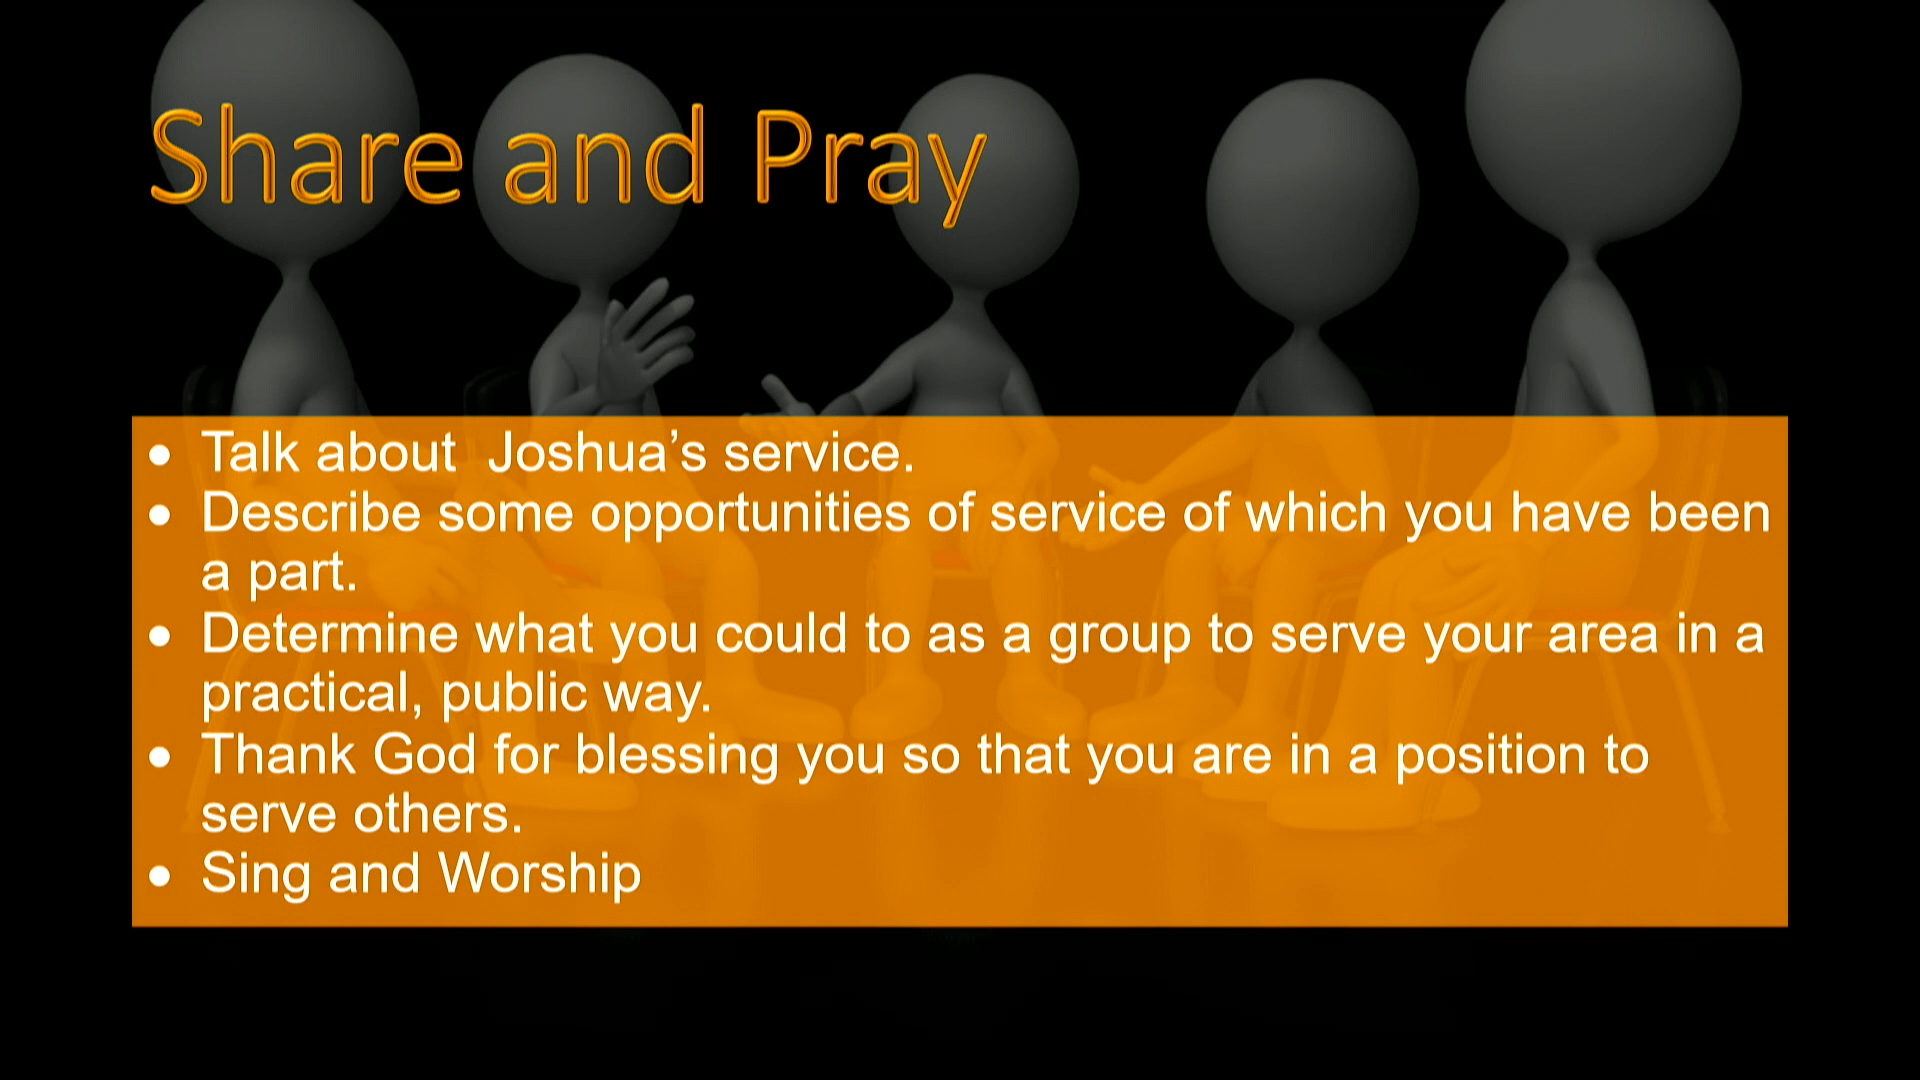 Share and Pray
• Talk about  Joshua’s service.
• Describe some opportunities of service of which you have been
a part.
• Determine what you could to as a group to serve your area in a
practical, public way.
• Thank God for blessing you so that you are in a position to
serve others.
• Sing and Worship